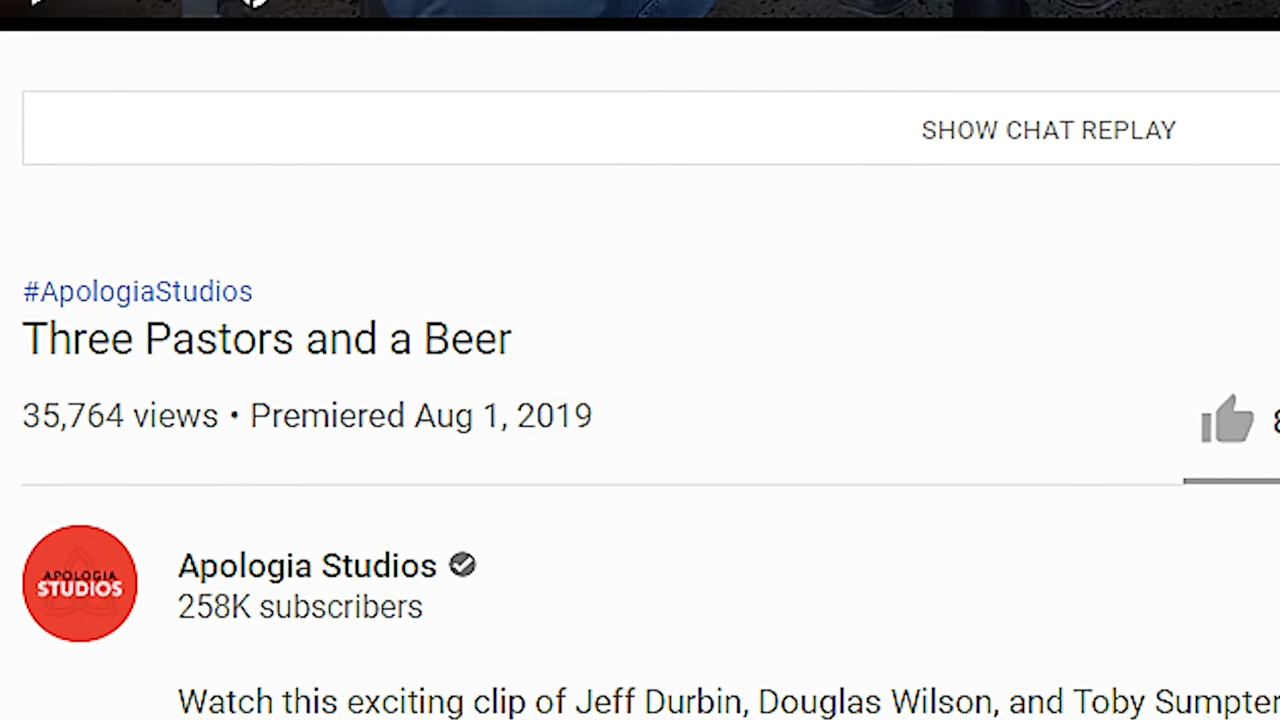 SHOW CHAT REPLAY
#ApologiaStudios
Three Pastors and a Beer
35,764 views • Premiered Aug 1, 2019
APOLOGIA
STUDIOS
Apologia Studios
258K subscribers
Watch this exciting clip of Jeff Durbin, Douglas Wilson, and Toby Sumpter